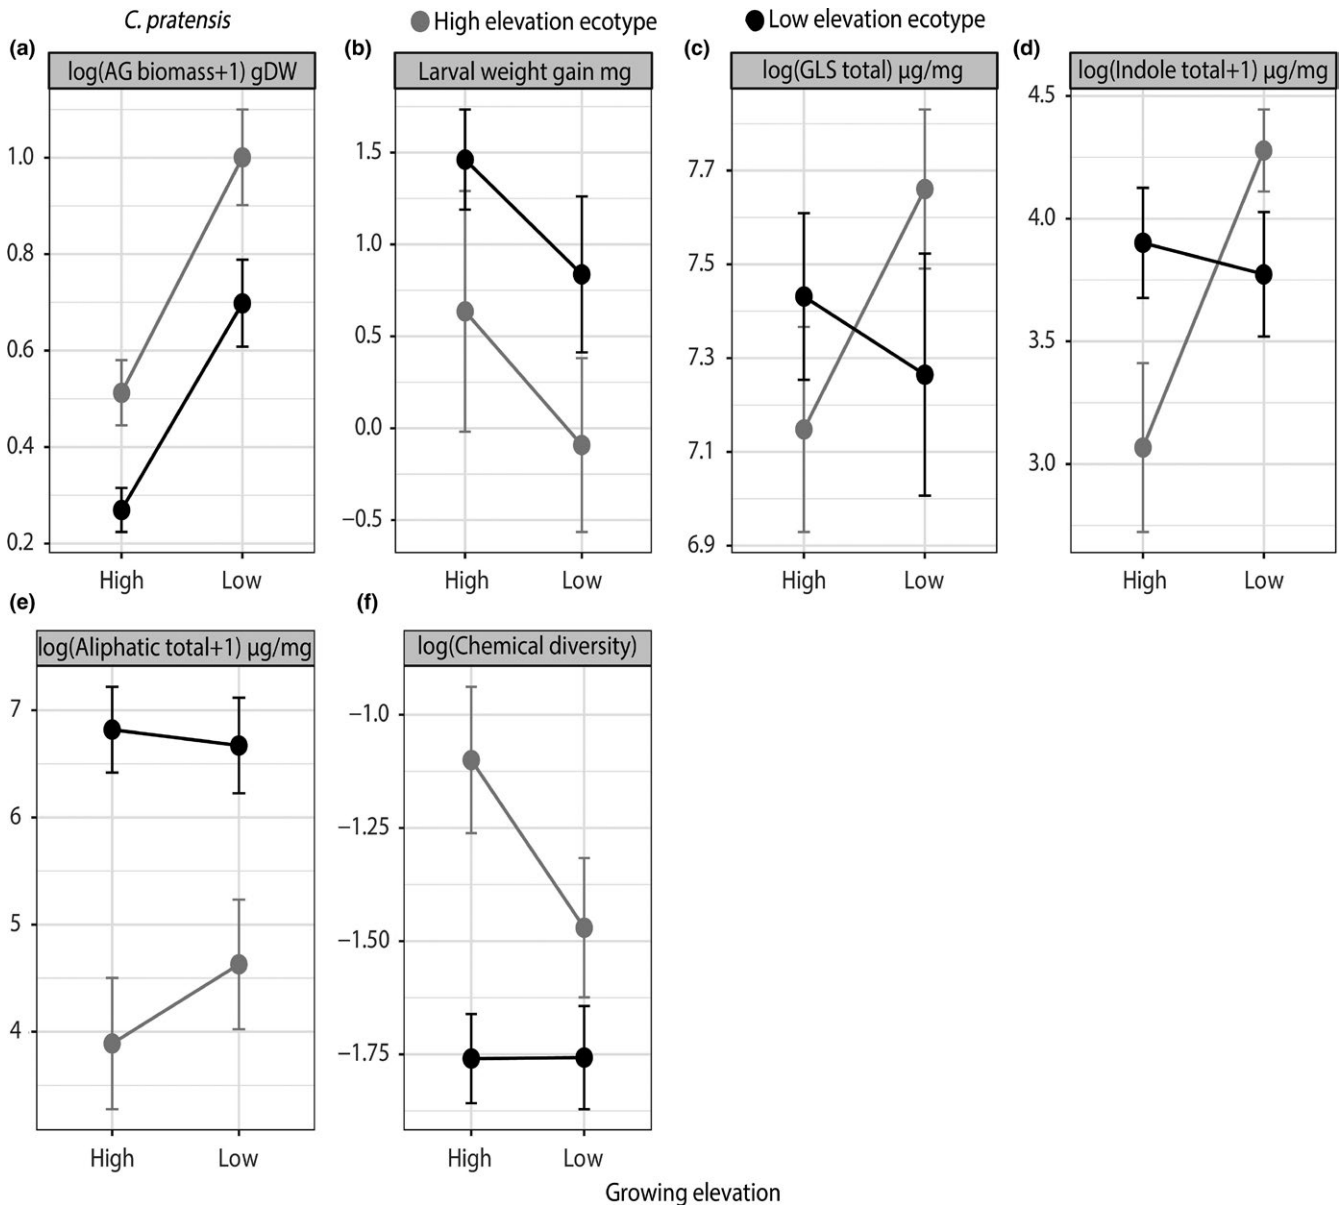 C. pratensis
High elevation ecotype
Low elevation ecotype
(a)
log(AG biomass+1) gDW
1.0
0.8
0.6
0.4
0.2
High
Low
(b)
Larval weight gain mg
1.5
1.0
0.5
0.0
−0.5
High
Low
(c)
log(GLS total) µg/mg
7.7
7.5
7.3
7.1
6.9
High
Low
(d)
log(Indole total+1) µg/mg
4.5
4.0
3.5
3.0
High
Low
(e)
log(Aliphatic total+1) µg/mg
7
6
5
4
High
Low
(f)
log(Chemical diversity)
−1.0
−1.25
−1.50
−1.75
High
Low
Growing elevation